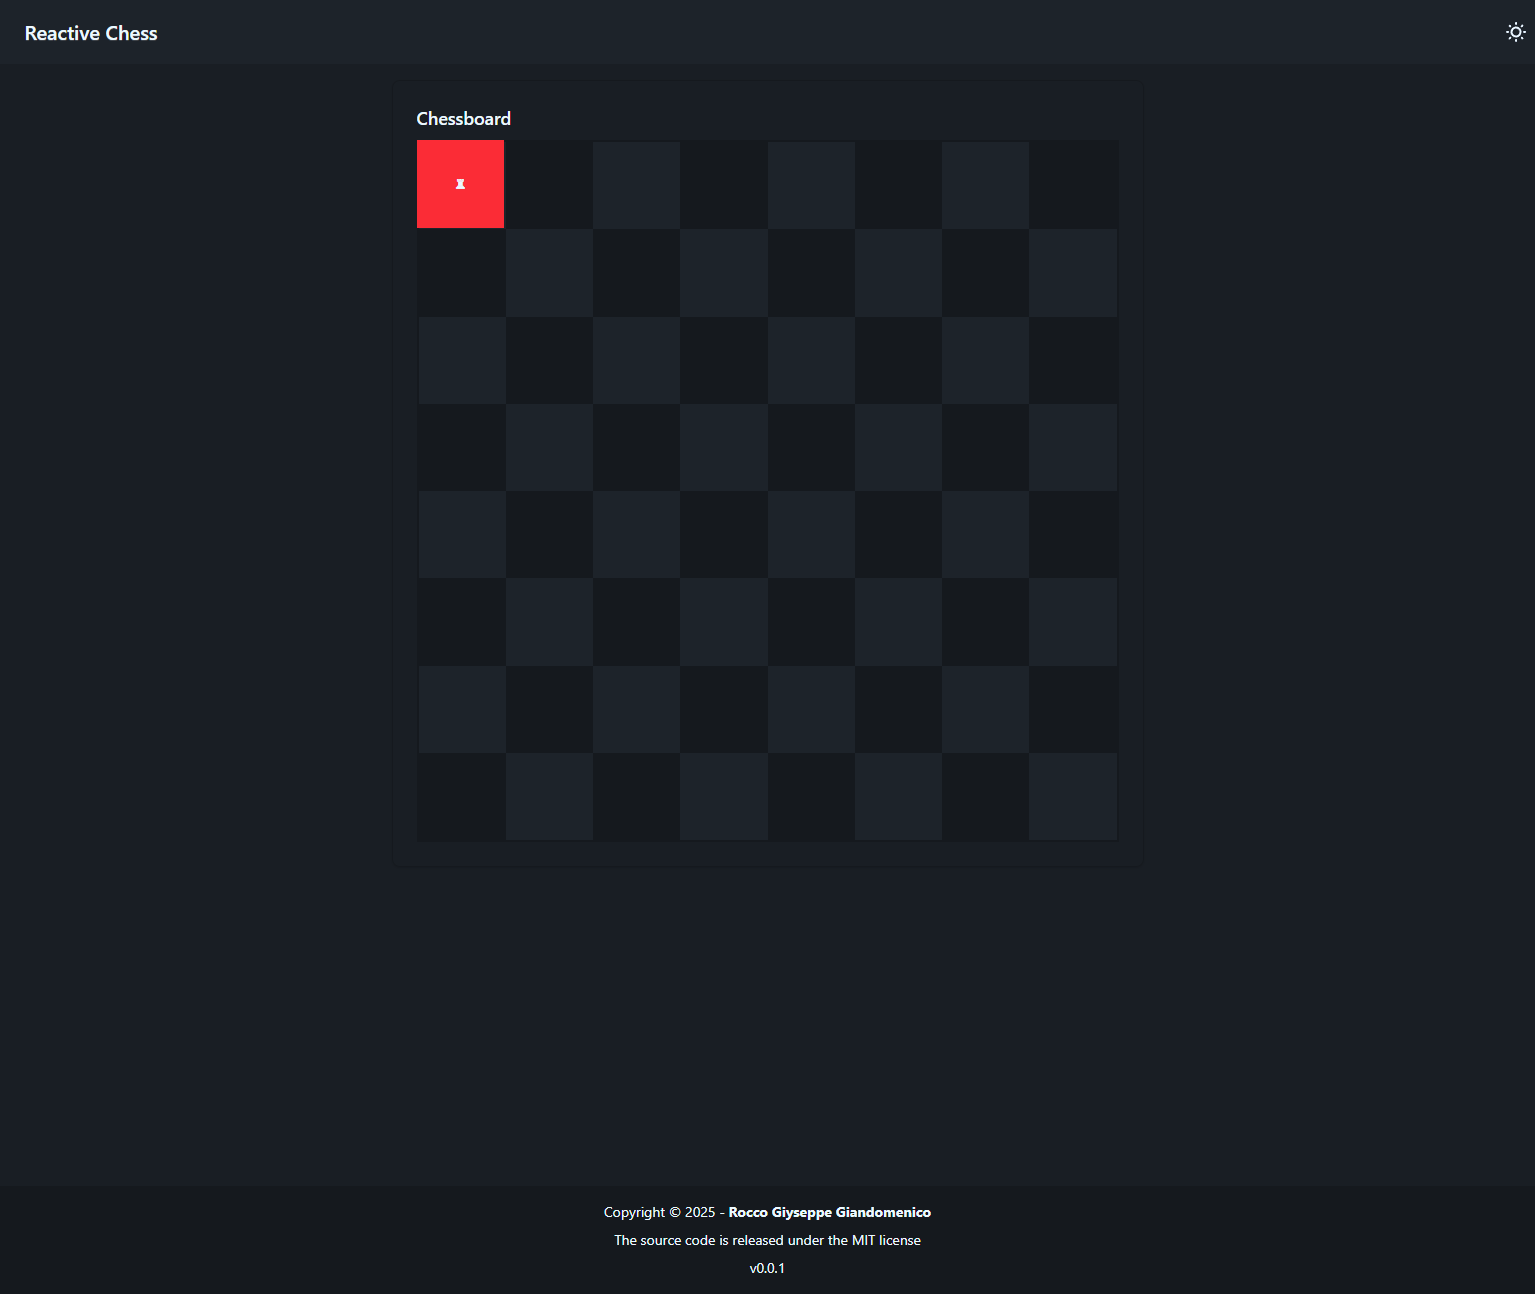 Reactive Chess
Chessboard
♜
Copyright © 2025 - Rocco Giyseppe Giandomenico
The source code is released under the MIT license
v0.0.1